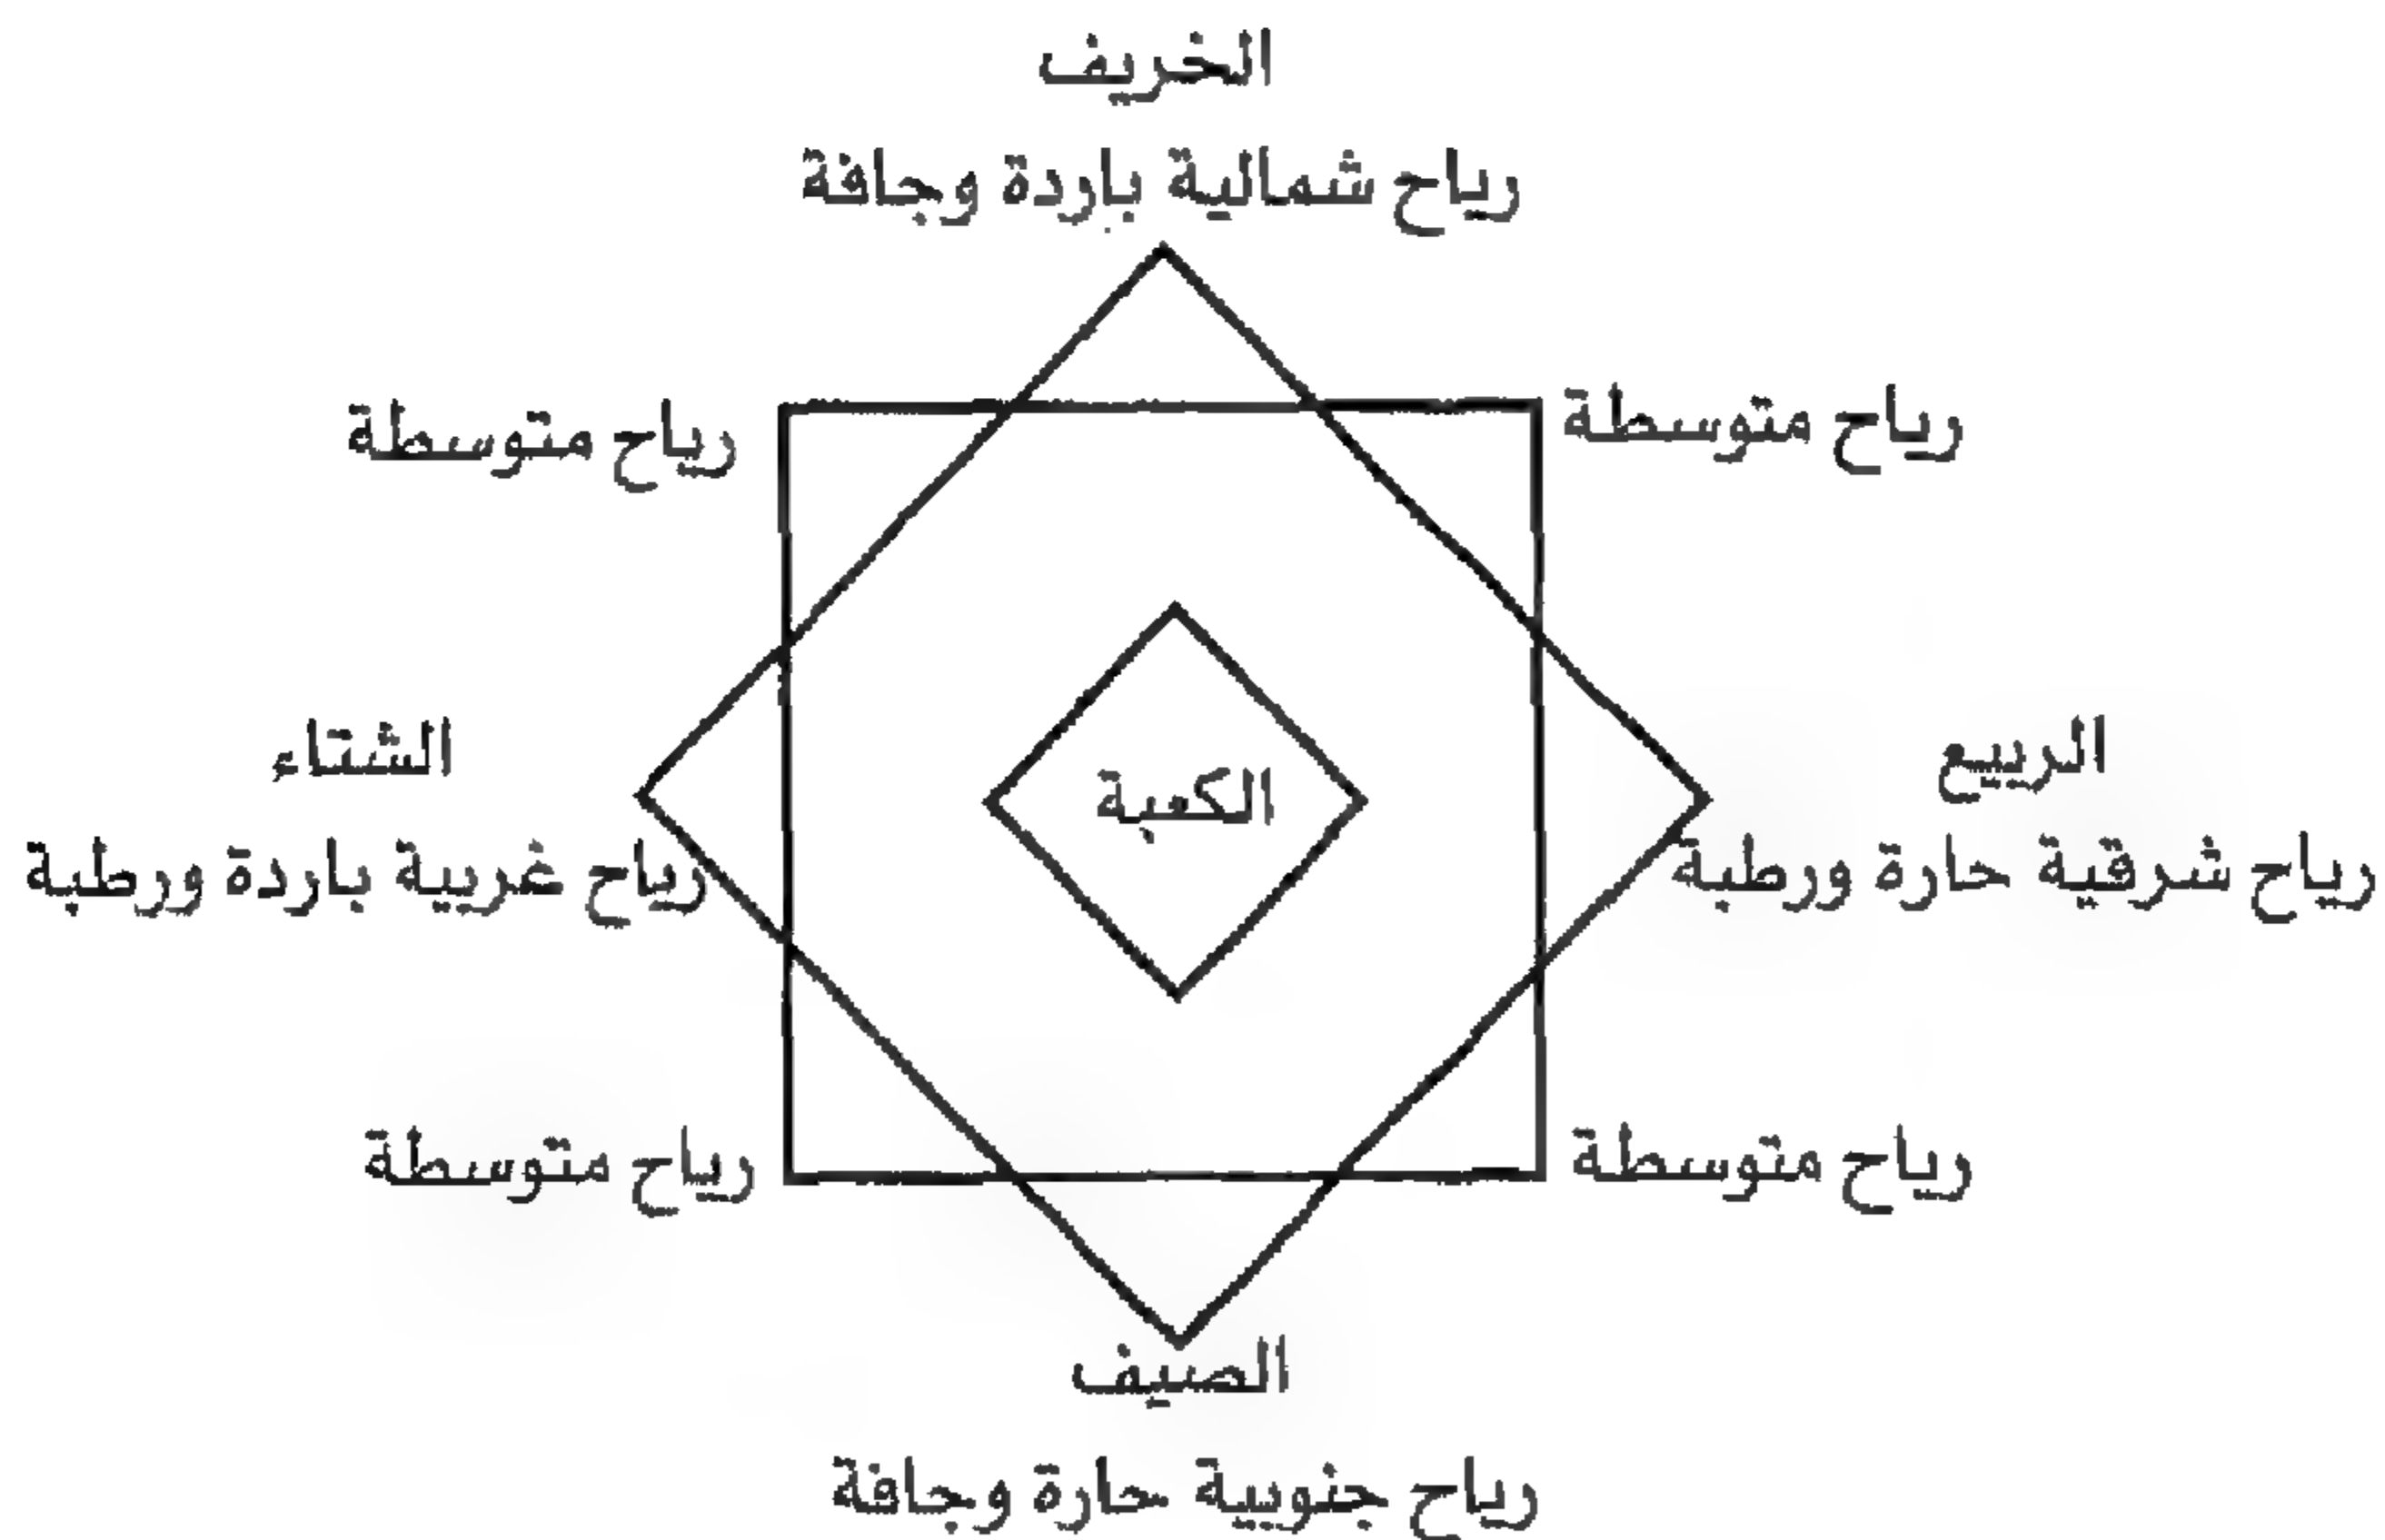 الخريف
رياح شمالية باردة وجافة
رياح متوسطة
رياح متوسطة
الربيع
الكعبة
الشتاء
رياح شرقية حارة ورطبة
رياح غربية باردة ورطبة
رياح متوسطة
رياح متوسطة
الصيف
رياح جنوبية حارة وجافة